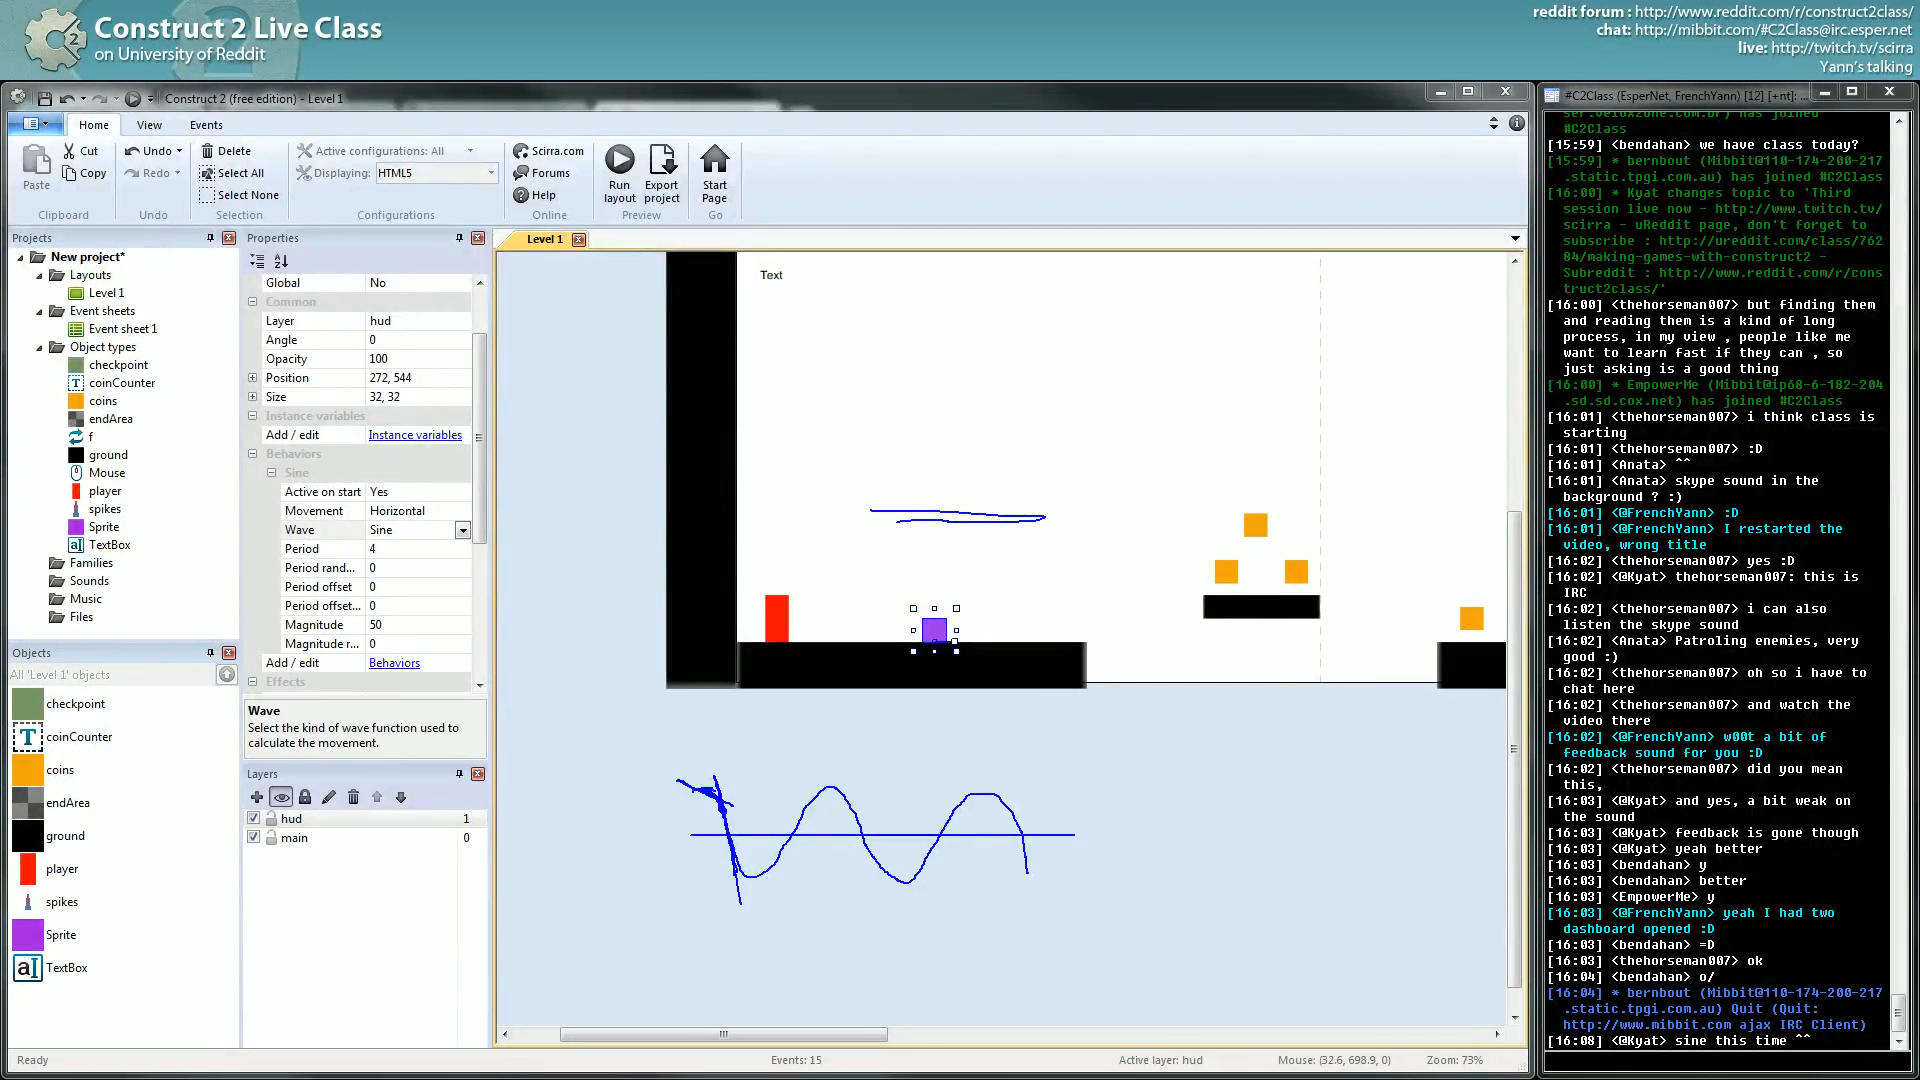 Construct 2 Live Class
on University of Reddit
reddit forum : http://www.reddit.com/r/construct2class/
chat: http://mibbit.com/#C2Class@irc.esper.net
live: http://twitch.tv/scirra
Yann's talking
Construct 2 (free edition) - Level 1
Home View Events
Paste
Cut
Copy
Clipboard
Undo
Redo
Undo
Delete
Select All
Select None
Selection
Active configurations: All
Displaying: HTML5
Configurations
Scirra.com
Forums
Help
Online
Run layout
Export project
Preview
Start Page
Go
Projects
New project*
Layouts
Level 1
Event sheets
Event sheet 1
Object types
checkpoint
coinCounter
coins
endArea
f
ground
Mouse
player
spikes
Sprite
TextBox
Families
Sounds
Music
Files
Objects
All 'Level 1' objects
checkpoint
coinCounter
coins
endArea
ground
player
spikes
Sprite
TextBox
Properties
Global No
Common
Layer hud
Angle 0
Opacity 100
Position 272, 544
Size 32, 32
Instance variables
Add / edit Instance variables
Behaviors
Sine
Active on start Yes
Movement Horizontal
Wave Sine
Period 4
Period rand... 0
Period offset 0
Period offset... 0
Magnitude 50
Magnitude r... 0
Add / edit Behaviors
Effects
Wave
Select the kind of wave function used to
calculate the movement.
Layers
hud 1
main 0
Level 1
Text
Ready
Events: 15
Active layer: hud
Mouse: (32.6, 698.9, 0)
Zoom: 73%
#C2Class (EsperNet, FrenchYann) [12] [+nt]: ...
ser.veloxzone.com.br) has joined
#C2Class
[15:59] <bendahan> we have class today?
[15:59] * bernbout (Mibbit@110-174-200-217
.static.tpgi.com.au) has joined #C2Class
[16:00] * Kyat changes topic to 'Third
session live now - http://www.twitch.tv/
scirra - uReddit page, don't forget to
subscribe : http://ureddit.com/class/762
84/making-games-with-construct2 -
Subreddit : http://www.reddit.com/r/cons
truct2class/'
[16:00] <thehorseman007> but finding them
and reading them is a kind of long
process, in my view , people like me
want to learn fast if they can , so
just asking is a good thing
[16:00] * EmpowerMe (Mibbit@ip68-6-182-204
.sd.sd.cox.net) has joined #C2Class
[16:01] <thehorseman007> i think class is
starting
[16:01] <thehorseman007> :D
[16:01] <Anata> ^^
[16:01] <Anata> skype sound in the
background ? :)
[16:01] <@FrenchYann> :D
[16:01] <@FrenchYann> I restarted the
video, wrong title
[16:02] <thehorseman007> yes :D
[16:02] <@Kyat> thehorseman007: this is
IRC
[16:02] <thehorseman007> i can also
listen the skype sound
[16:02] <Anata> Patroling enemies, very
good :)
[16:02] <thehorseman007> oh so i have to
chat here
[16:02] <thehorseman007> and watch the
video there
[16:02] <@FrenchYann> w00t a bit of
feedback sound for you :D
[16:02] <thehorseman007> did you mean
this,
[16:03] <@Kyat> and yes, a bit weak on
the sound
[16:03] <@Kyat> feedback is gone though
[16:03] <@Kyat> yeah better
[16:03] <bendahan> y
[16:03] <bendahan> better
[16:03] <EmpowerMe> y
[16:03] <@FrenchYann> yeah I had two
dashboard opened :D
[16:03] <bendahan> =D
[16:03] <thehorseman007> ok
[16:04] <bendahan> o/
[16:04] * bernbout (Mibbit@110-174-200-217
.static.tpgi.com.au) Quit (Quit:
http://www.mibbit.com ajax IRC Client)
[16:08] <@Kyat> sine this time ^^